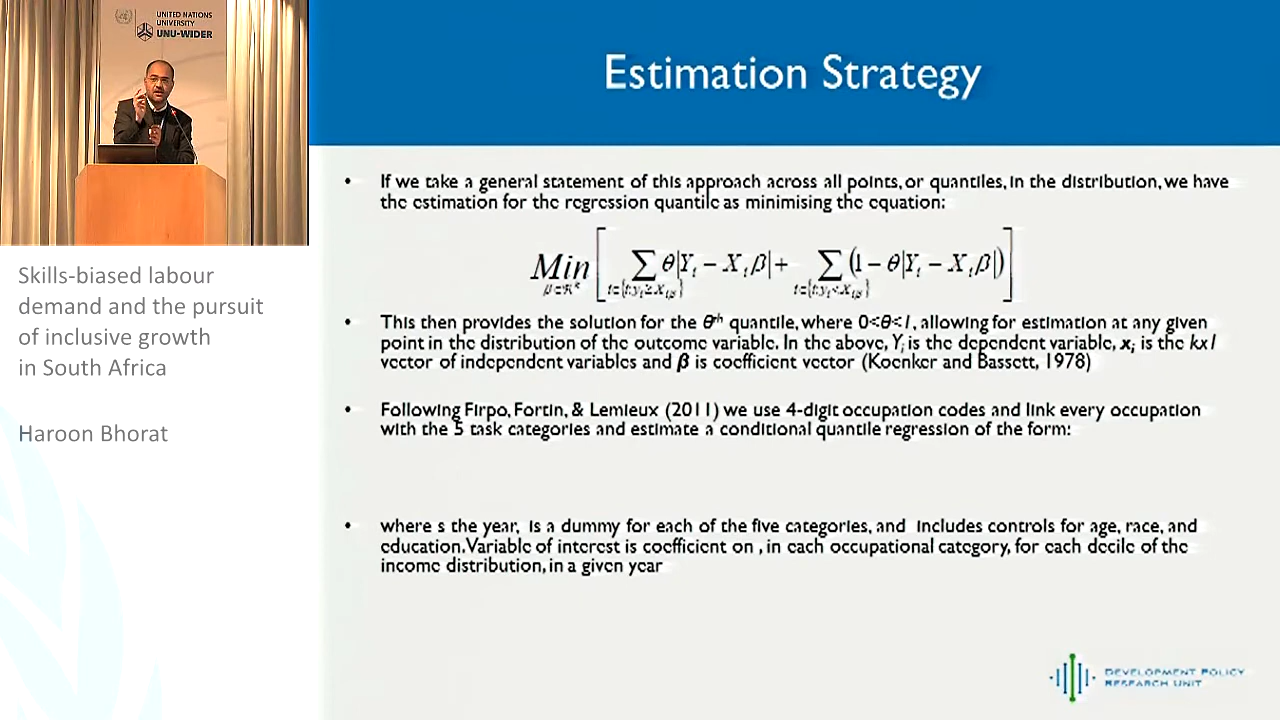 UNITED NATIONS
UNIVERSITY
UNU-WIDER
Skills-biased labour
demand and the pursuit
of inclusive growth
in South Africa
Haroon Bhorat
Estimation Strategy
• If we take a general statement of this approach across all points, or quantiles, in the distribution, we have
the estimation for the regression quantile as minimising the equation:
Min [ ∑ θ|Yᵢ − Xᵢβ| + ∑ (1 − θ|Yᵢ − Xᵢβ|) ]
• This then provides the solution for the θth quantile, where 0<θ<1, allowing for estimation at any given
point in the distribution of the outcome variable. In the above, Yi is the dependent variable, xi is the kx1
vector of independent variables and β is coefficient vector (Koenker and Bassett, 1978)
• Following Firpo, Fortin, & Lemieux (2011) we use 4-digit occupation codes and link every occupation
with the 5 task categories and estimate a conditional quantile regression of the form:
• where s the year, is a dummy for each of the five categories, and includes controls for age, race, and
education. Variable of interest is coefficient on , in each occupational category, for each decile of the
income distribution, in a given year
DEVELOPMENT POLICY
RESEARCH UNIT